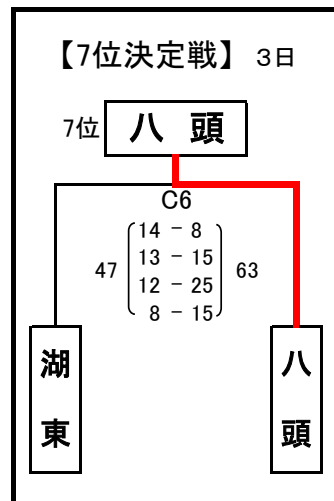 【7位決定戦】 3日
7位 八 頭
C6
14 － 8
13 － 15
47 12 － 25 63
8 － 15
湖東
八頭